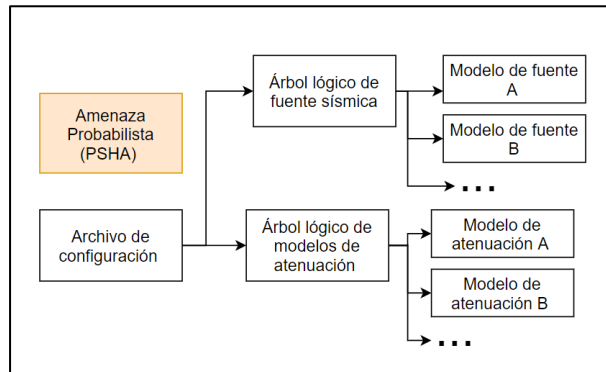 Amenaza
Probabilista
(PSHA)
Archivo de
configuración
Árbol lógico de
fuente sísmica
Modelo de fuente
A
Modelo de fuente
B
...
Árbol lógico de
modelos de
atenuación
Modelo de
atenuación A
Modelo de
atenuación B
...